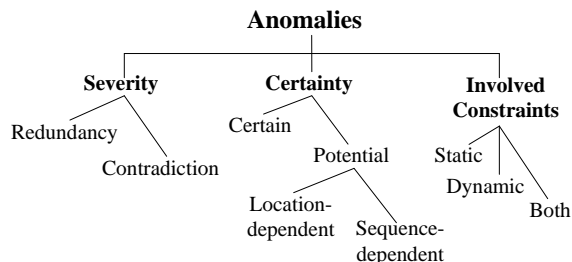 Anomalies
Severity
Redundancy
Contradiction
Certainty
Certain
Potential
Location-
dependent
Sequence-
dependent
Involved
Constraints
Static
Dynamic
Both